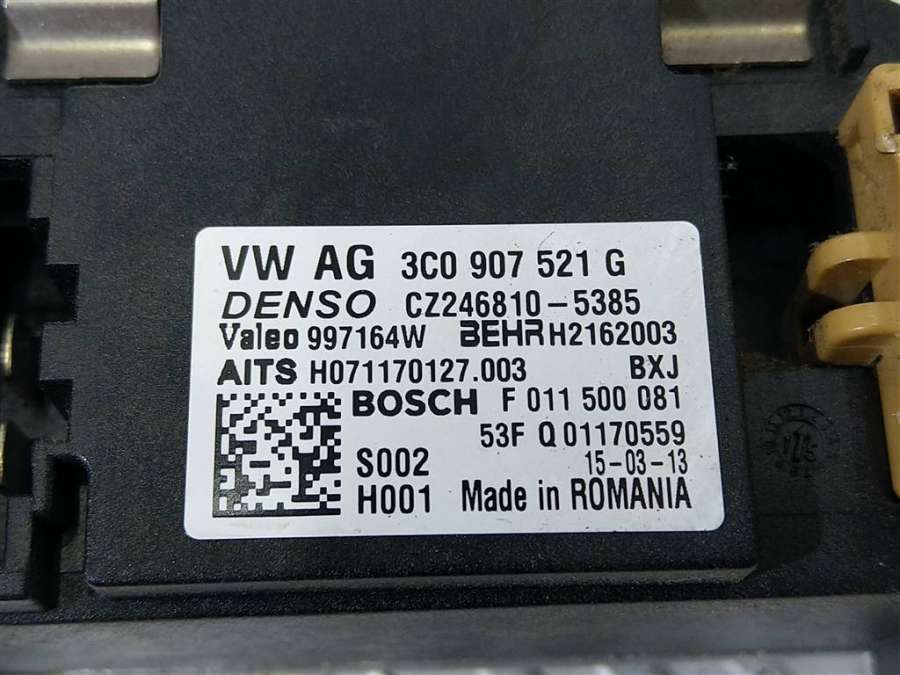 VW AG 3C0 907 521 G
DENSO CZ246810-5385
Valeo 997164W BEHR H2162003
AITS H071170127.003 BXJ
BOSCH F 011 500 081
53F Q 01170559
S002 15-03-13
H001 Made in ROMANIA